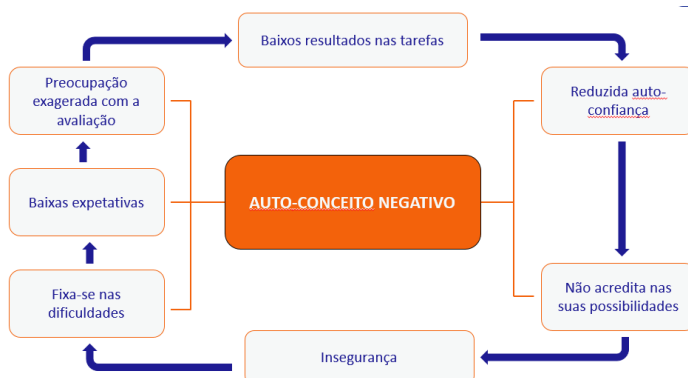 Baixos resultados nas tarefas
Preocupação
exagerada com a
avaliação
Reduzida auto-
confiança
Baixas expetativas
AUTO-CONCEITO NEGATIVO
Fixa-se nas
dificuldades
Não acredita nas
suas possibilidades
Insegurança